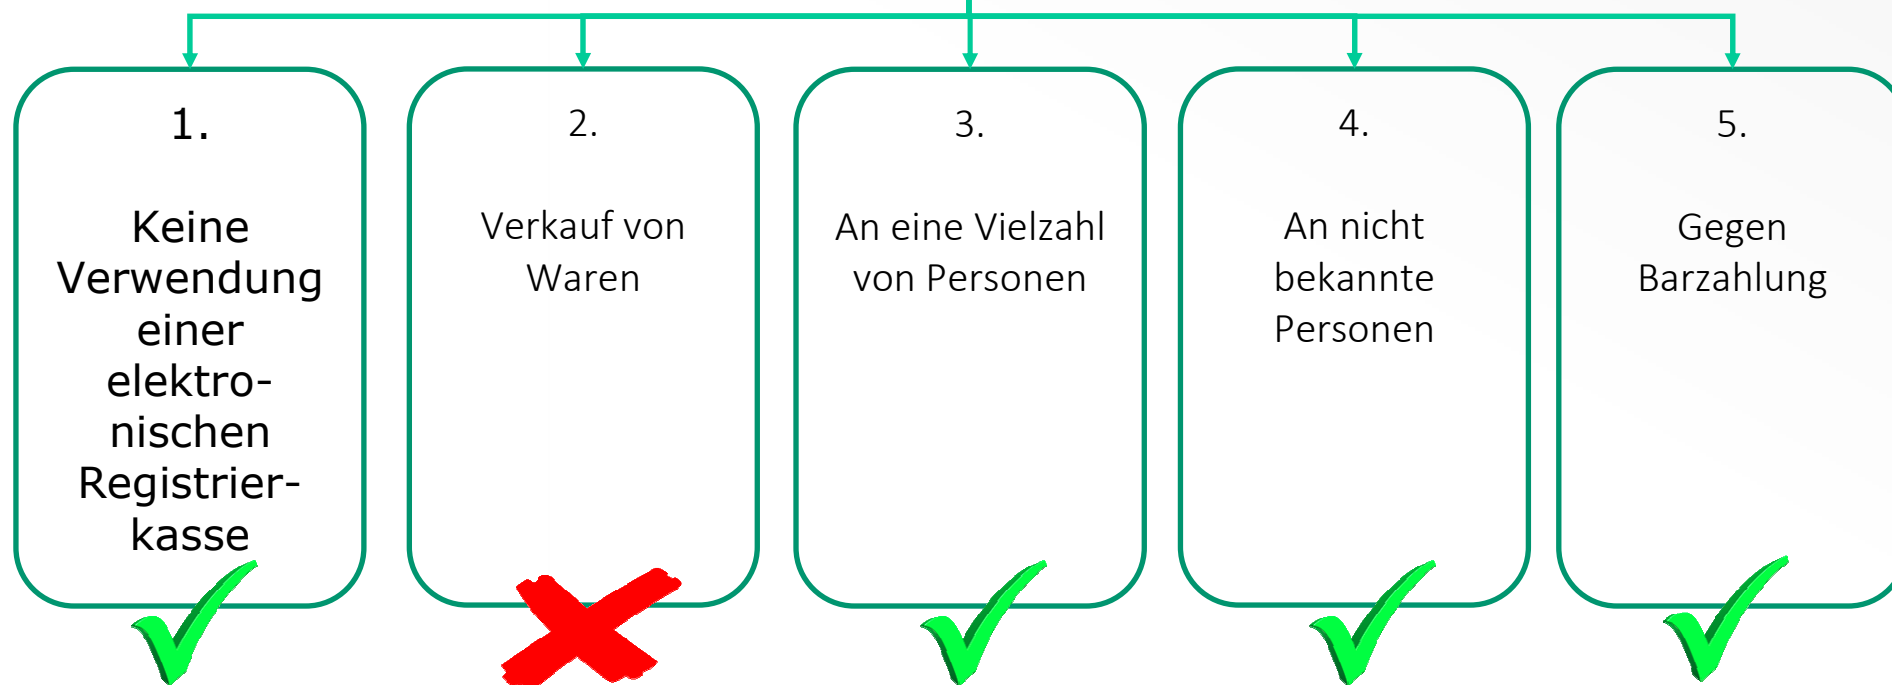 1.
Keine
Verwendung
einer
elektro-
nischen
Registrier-
kasse
2.
Verkauf von
Waren
3.
An eine Vielzahl
von Personen
4.
An nicht
bekannte
Personen
5.
Gegen
Barzahlung